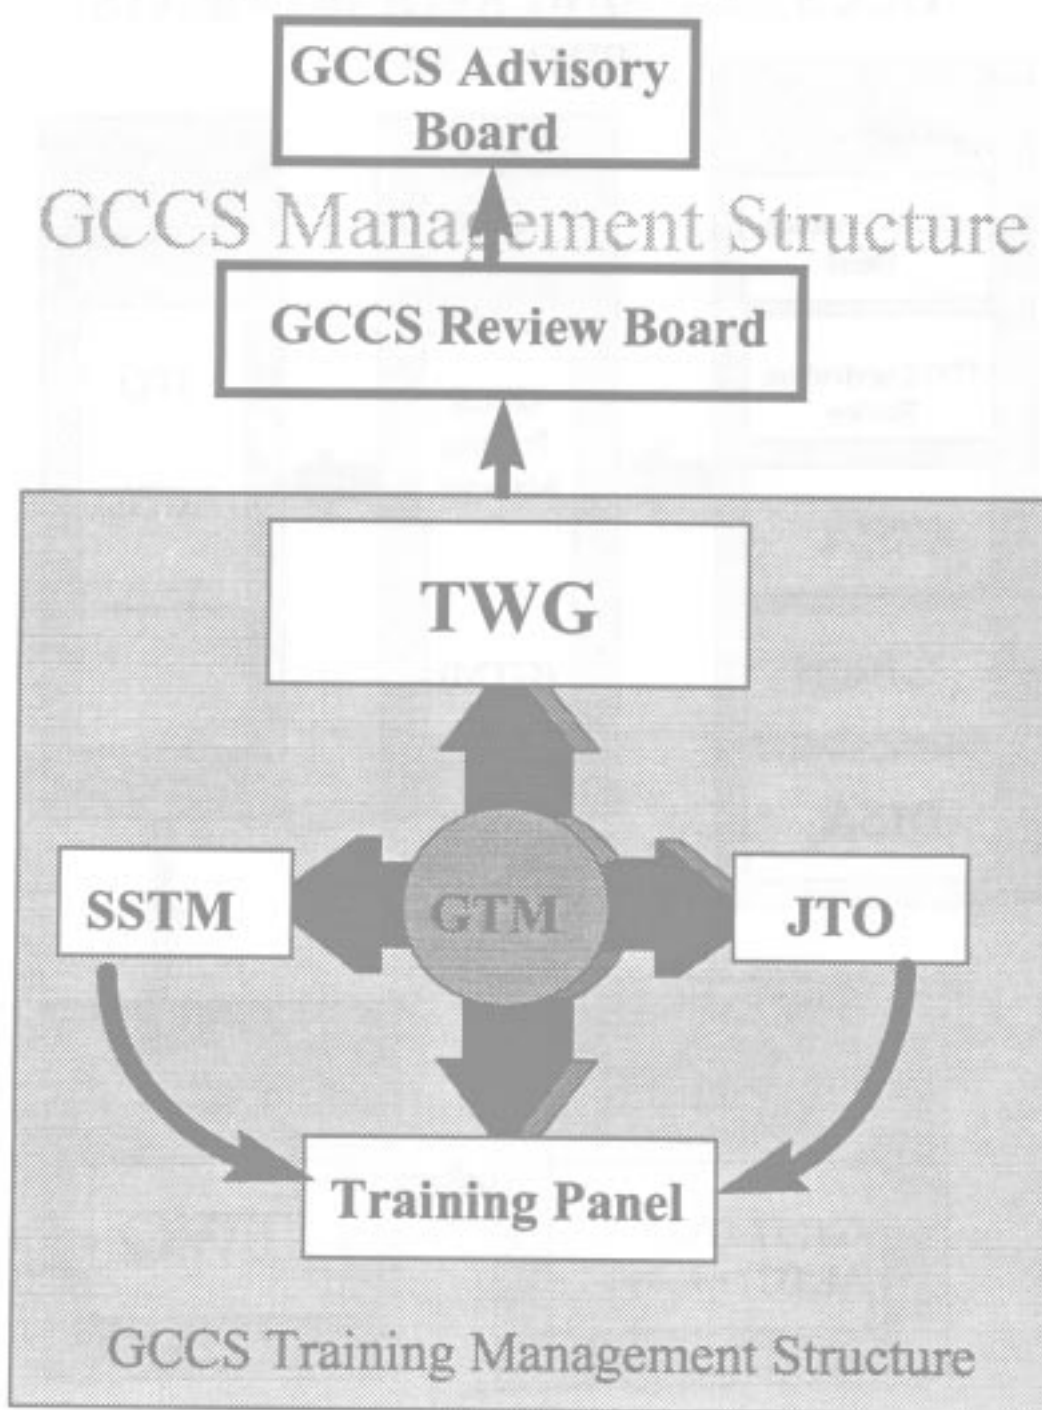 GCCS Advisory
Board
GCCS Management Structure
GCCS Review Board
TWG
SSTM
GTM
JTO
Training Panel
GCCS Training Management Structure